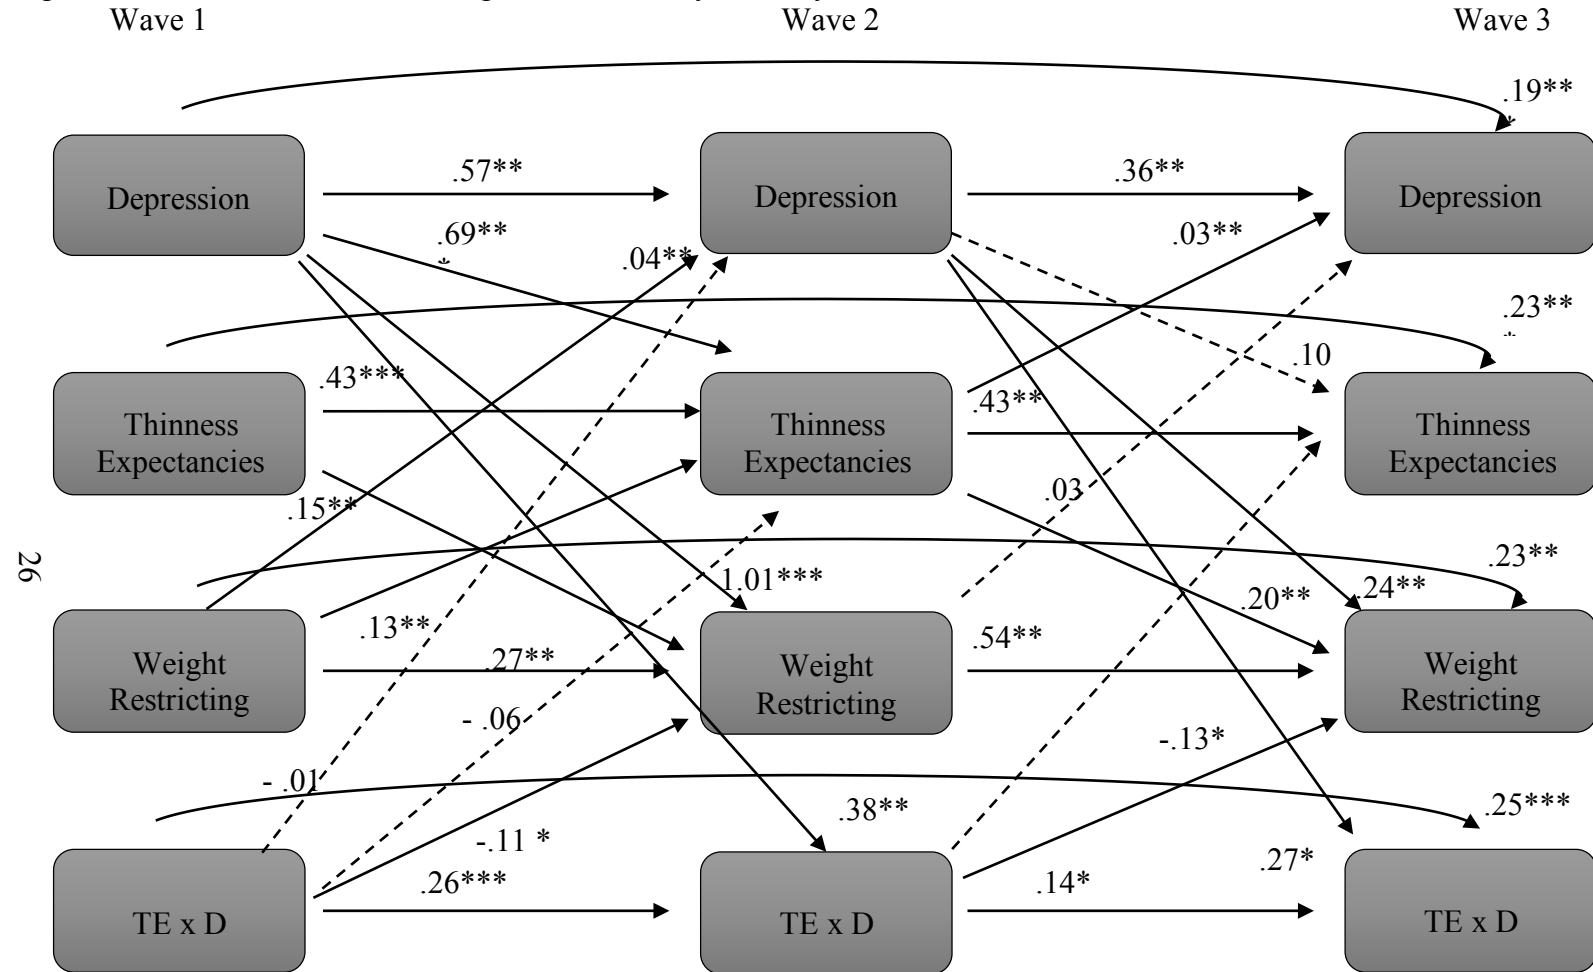 Wave 1
Wave 2
Wave 3
.19**
*
Depression
.57**
Depression
.36**
Depression
.69**
*
.04**
.03**
.23**
*
.43***
.10
Thinness
Expectancies
Thinness
Expectancies
.43**
Thinness
Expectancies
.15**
.03
26
1.01***
.23**
.20**
.24**
Weight
Restricting
.13**
.27**
Weight
Restricting
.54**
Weight
Restricting
- .06
-.13*
- .01
.38**
.25***
-.11 *
.26***
.14*
.27*
TE x D
TE x D
TE x D